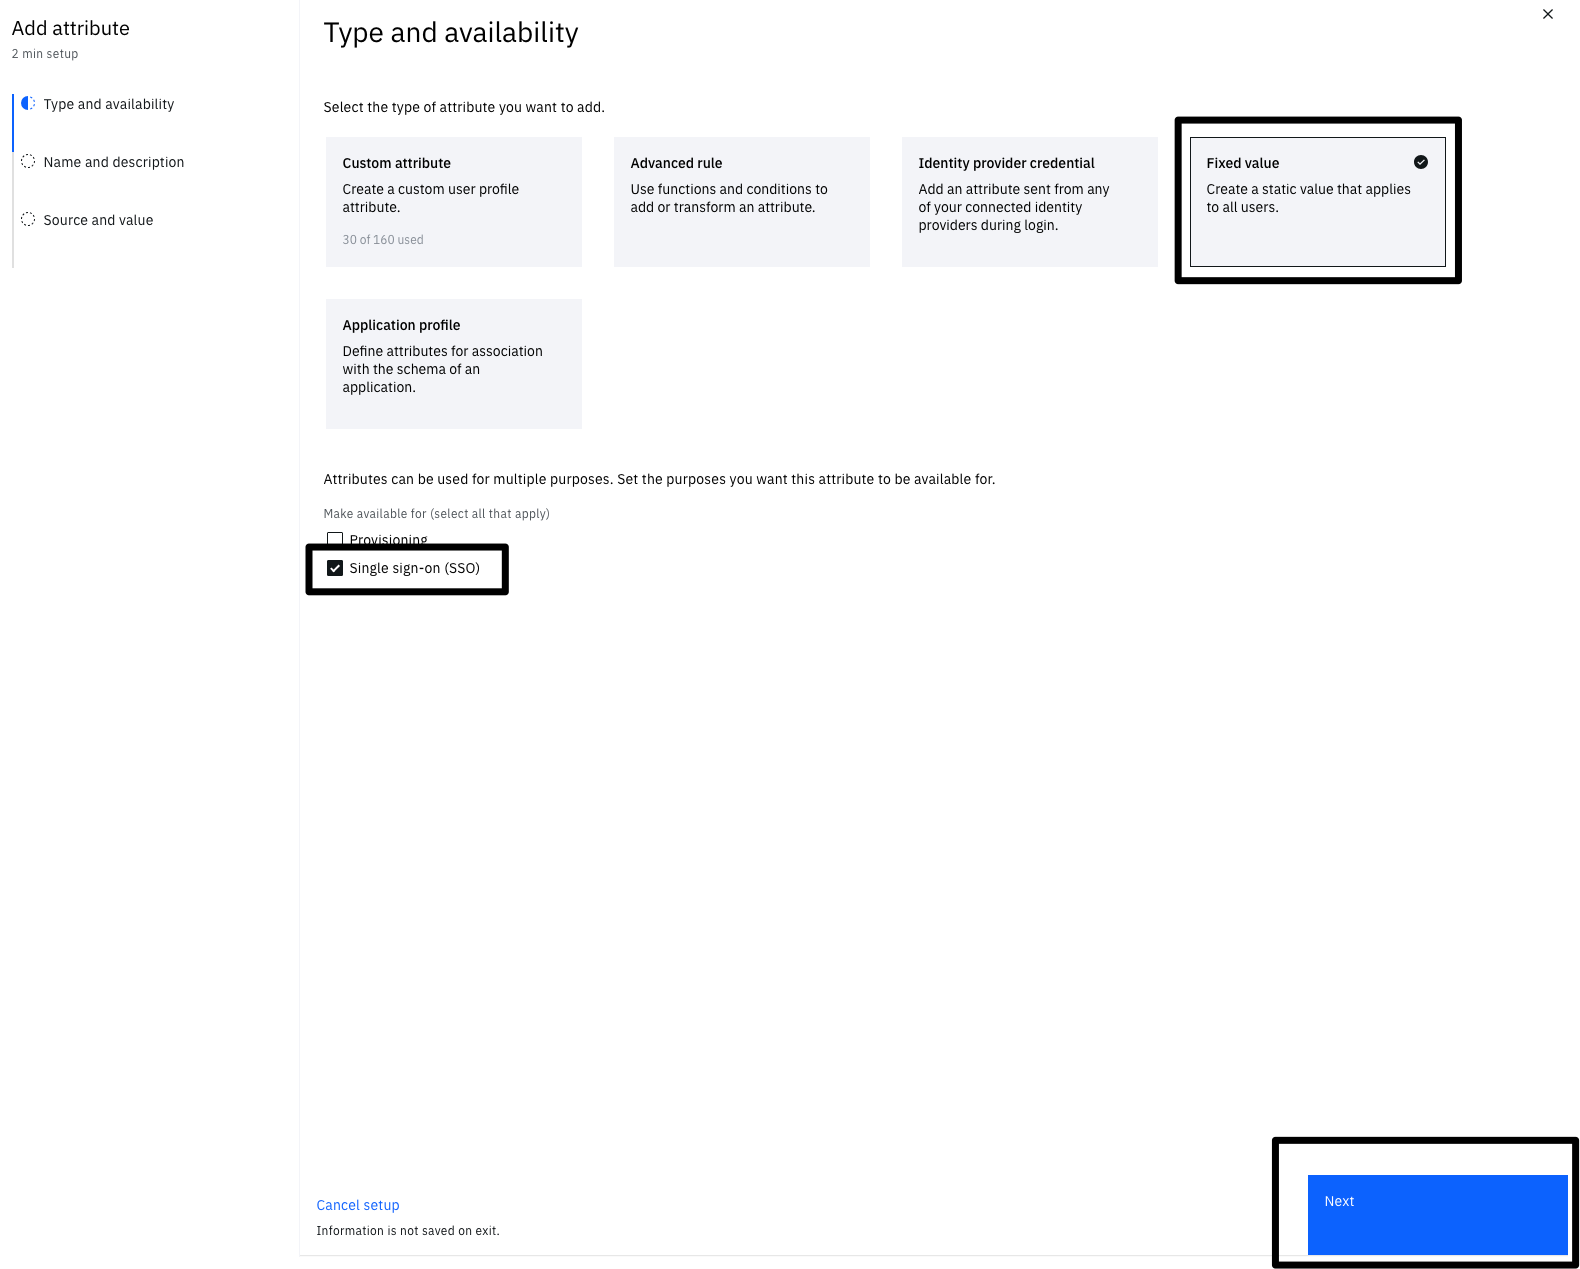 Add attribute
2 min setup
Type and availability
Name and description
Source and value
Type and availability
Select the type of attribute you want to add.
Custom attribute
Create a custom user profile
attribute.
30 of 160 used
Advanced rule
Use functions and conditions to
add or transform an attribute.
Identity provider credential
Add an attribute sent from any
of your connected identity
providers during login.
Fixed value
Create a static value that applies
to all users.
Application profile
Define attributes for association
with the schema of an
application.
Attributes can be used for multiple purposes. Set the purposes you want this attribute to be available for.
Make available for (select all that apply)
Provisioning
Single sign-on (SSO)
Cancel setup
Information is not saved on exit.
Next